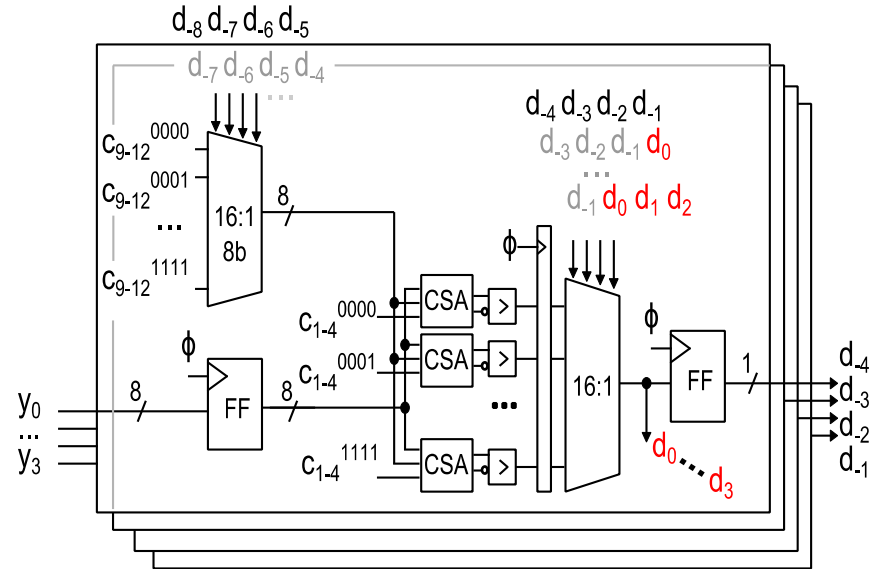 d-8 d-7 d-6 d-5
d-7 d-6 d-5 d-4
...
d-4 d-3 d-2 d-1
d-3 d-2 d-1 d0
...
d-1 d0 d1 d2
c9-12 0000
c9-12 0001
...
c9-12 1111
16:1
8b
8
ϕ
CSA >
c1-4 0000
CSA >
c1-4 0001
...
CSA >
c1-4 1111
16:1
ϕ
FF
8
8
ϕ
FF
1
y0
...
y3
d0
...
d3
d-4
d-3
d-2
d-1